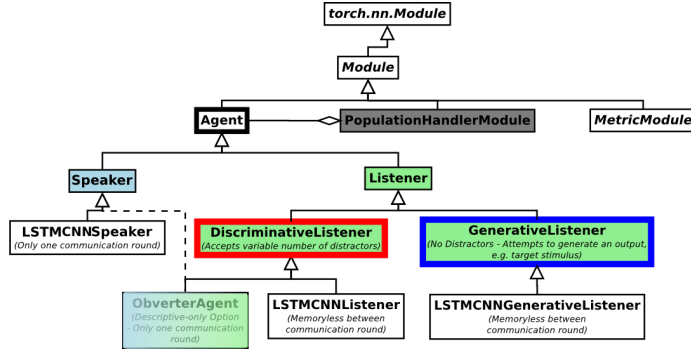 torch.nn.Module
Module
Agent
PopulationHandlerModule
MetricModule
Speaker
Listener
LSTMCNNSpeaker
(Only one communication round)
DiscriminativeListener
(Accepts variable number of distractors)
GenerativeListener
(No Distractors - Attempts to generate an output,
e.g. target stimulus)
ObverterAgent
(Descriptive-only Option
- Only one communication
round)
LSTMCNNListener
(Memoryless between
communication round)
LSTMCNNGenerativeListener
(Memoryless between
communication round)